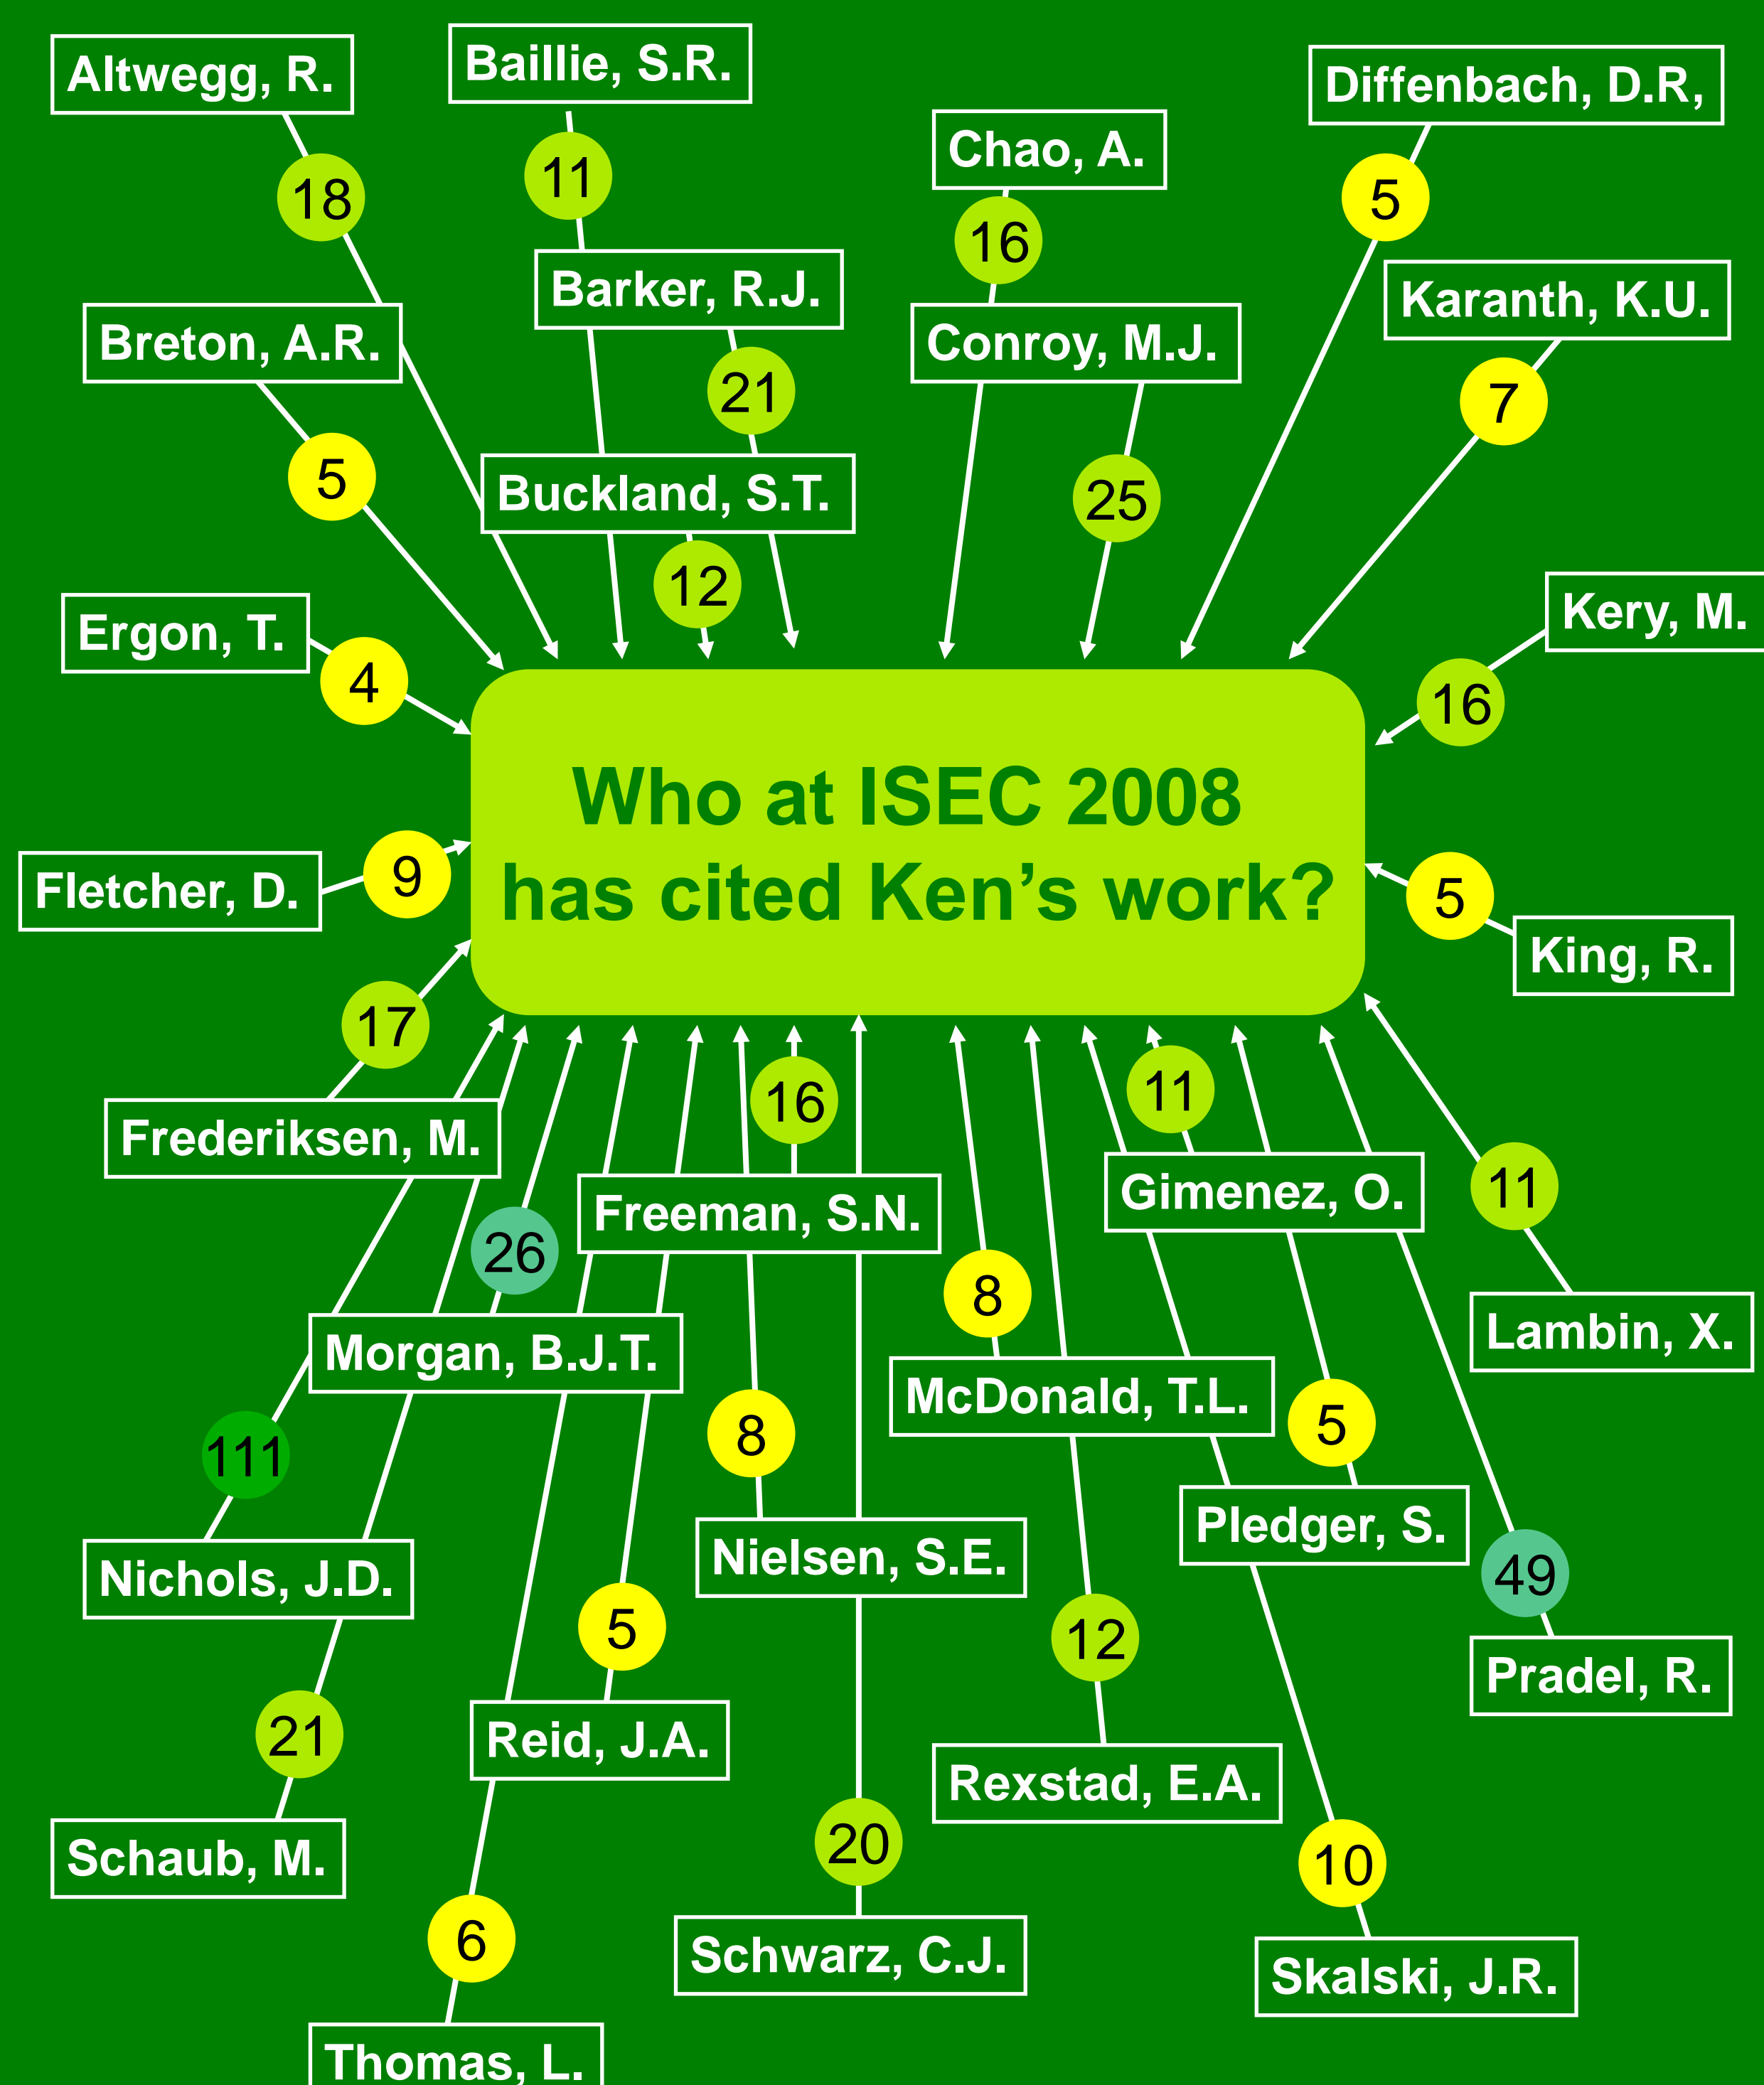 Altwegg, R.
Baillie, S.R.
Diffenbach, D.R,
Chao, A.
18
11
5
16
Barker, R.J.
Karanth, K.U.
Breton, A.R.
Conroy, M.J.
21
7
5
Buckland, S.T.
25
12
Ergon, T.
Kery, M.
4
16
Who at ISEC 2008
has cited Ken's work?
Fletcher, D.
9
5
King, R.
17
16
11
Frederiksen, M.
Freeman, S.N.
Gimenez, O.
11
26
8
Lambin, X.
Morgan, B.J.T.
McDonald, T.L.
5
8
111
Pledger, S.
Nielsen, S.E.
Nichols, J.D.
49
5
12
Pradel, R.
21
Reid, J.A.
Rexstad, E.A.
20
Schaub, M.
10
6
Schwarz, C.J.
Skalski, J.R.
Thomas, L.